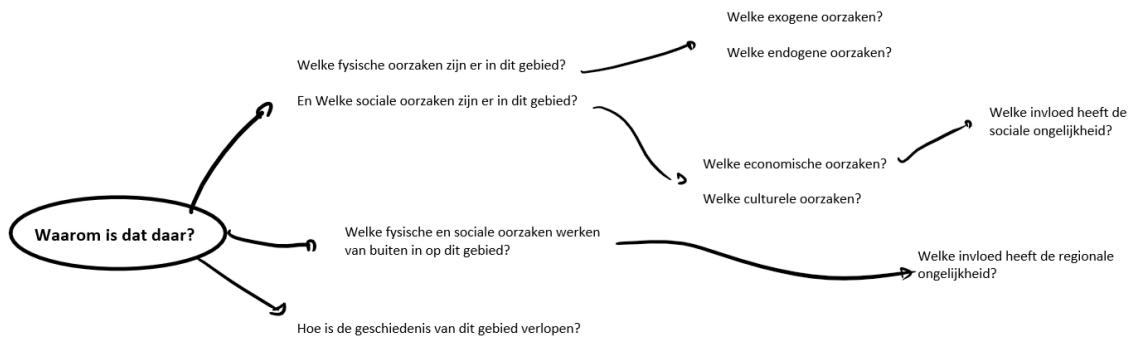 Welke exogene oorzaken?
Welke endogene oorzaken?
Welke fysische oorzaken zijn er in dit gebied?
En Welke sociale oorzaken zijn er in dit gebied?
Welke invloed heeft de
sociale ongelijkheid?
Welke economische oorzaken?
Welke culturele oorzaken?
Waarom is dat daar?
Welke fysische en sociale oorzaken werken
van buiten in op dit gebied?
Welke invloed heeft de regionale
ongelijkheid?
Hoe is de geschiedenis van dit gebied verlopen?